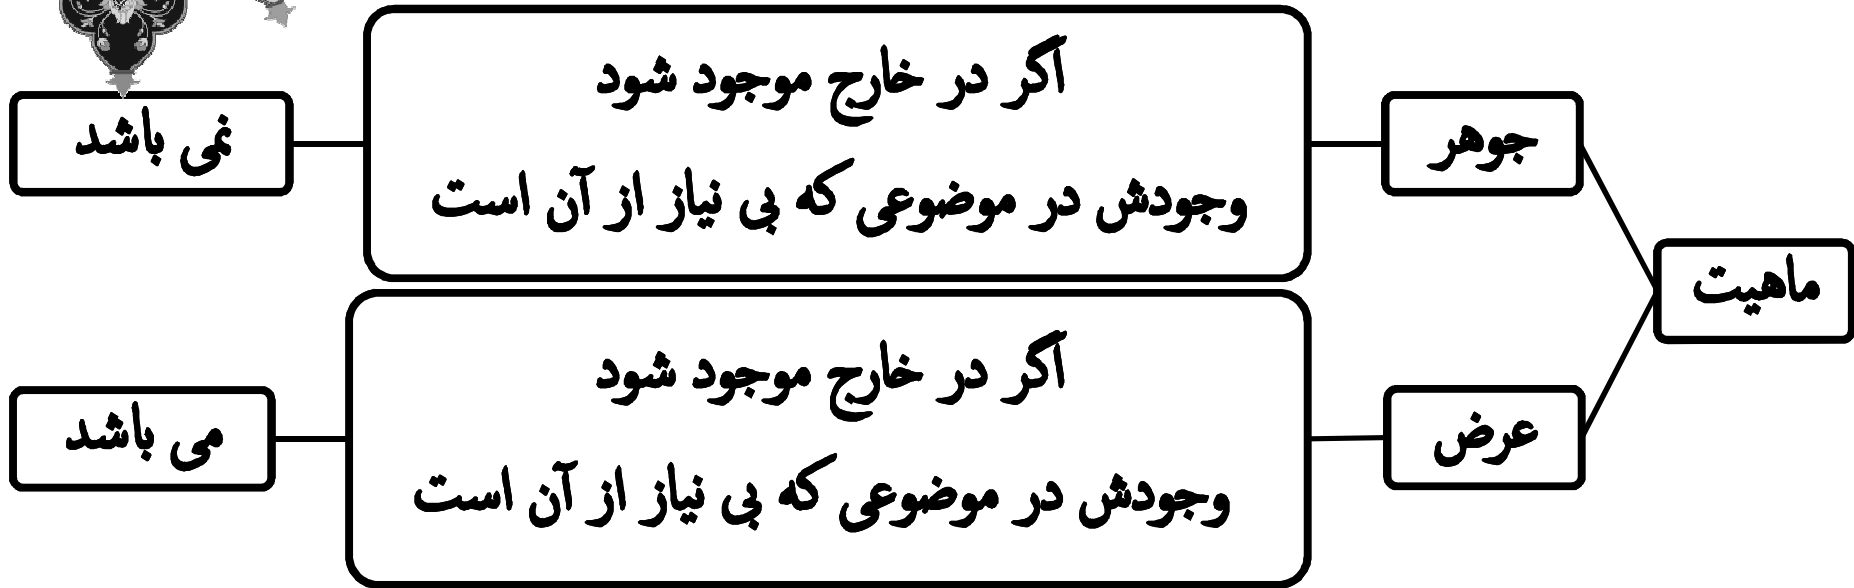 ماهیت
جوهر
اگر در خارج موجود شود
وجودش در موضوعی که بی نیاز از آن است
نمی باشد
عرض
اگر در خارج موجود شود
وجودش در موضوعی که بی نیاز از آن است
می باشد